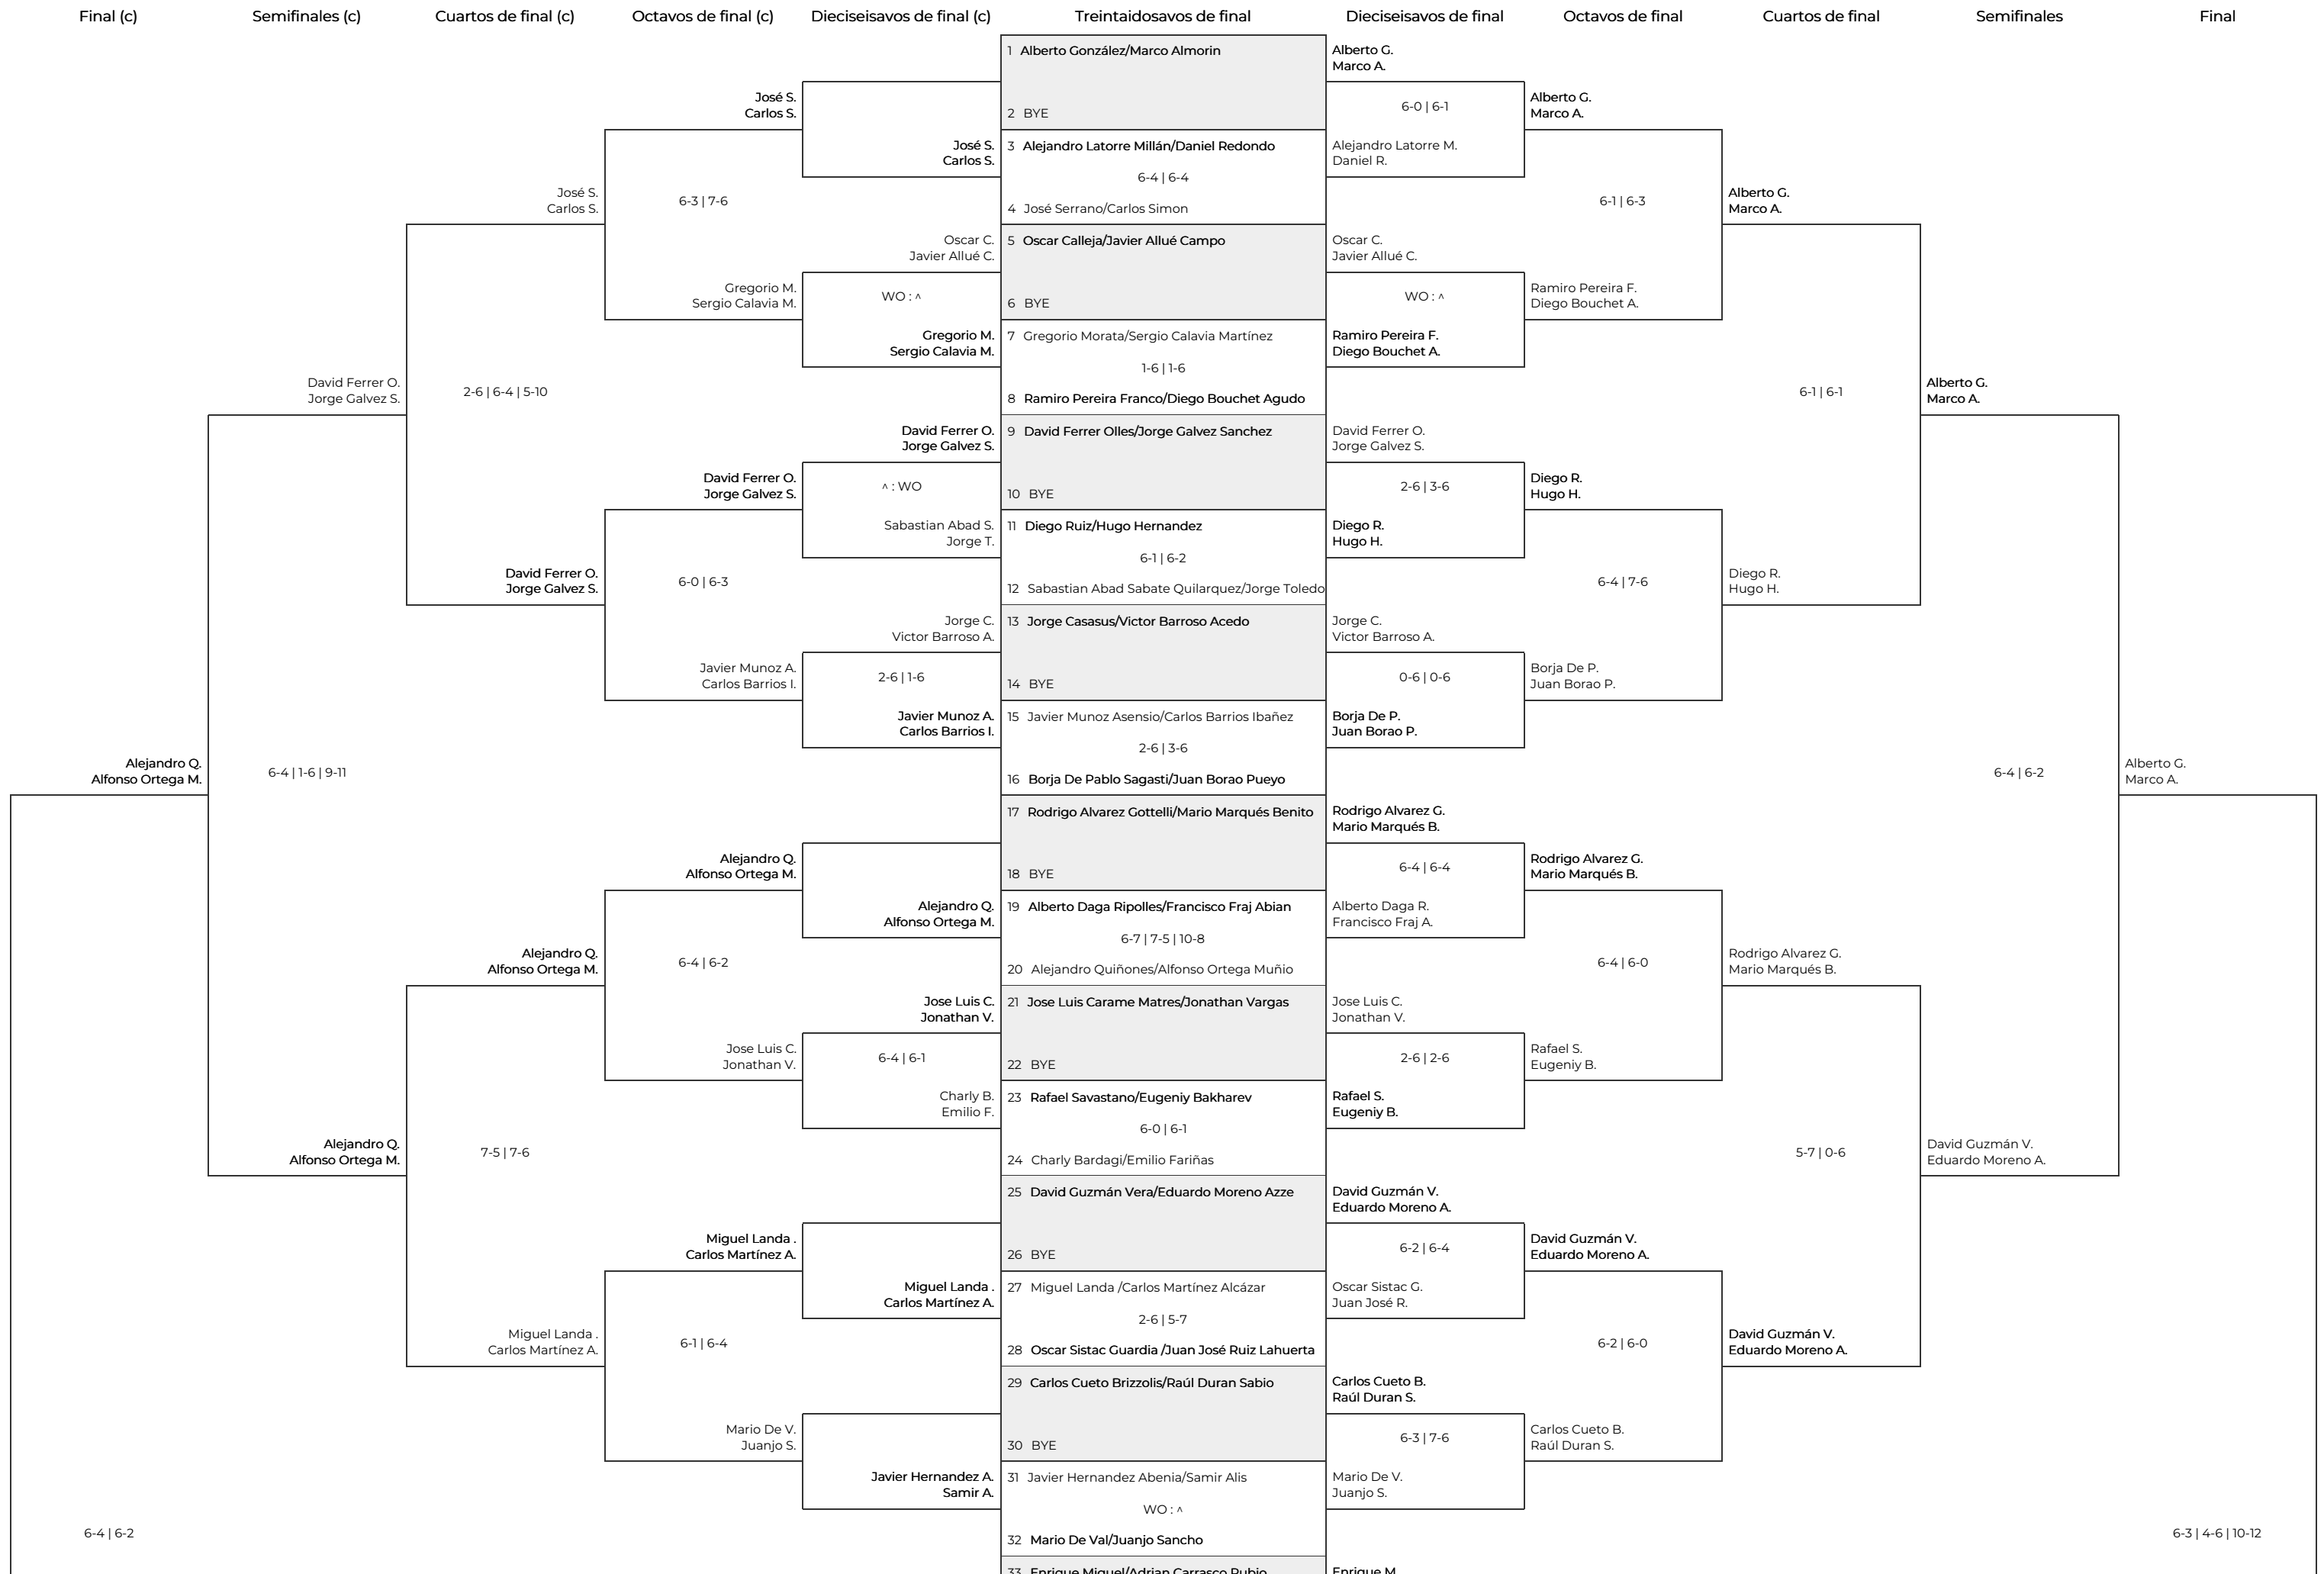 Final (c)
Semifinales (c)
Cuartos de final (c)
Octavos de final (c)
Dieciseisavos de final (c)
Treintaidosavos de final
Dieciseisavos de final
Octavos de final
Cuartos de final
Semifinales
Final
Alejandro Q.
Alfonso Ortega M.
6-4 | 6-2
David Ferrer O.
Jorge Galvez S.
6-4 | 1-6 | 9-11
Alejandro Q.
Alfonso Ortega M.
José S.
Carlos S.
2-6 | 6-4 | 5-10
David Ferrer O.
Jorge Galvez S.
Alejandro Q.
Alfonso Ortega M.
7-5 | 7-6
Miguel Landa .
Carlos Martínez A.
José S.
Carlos S.
6-3 | 7-6
Gregorio M.
Sergio Calavia M.
David Ferrer O.
Jorge Galvez S.
6-0 | 6-3
Javier Munoz A.
Carlos Barrios I.
Alejandro Q.
Alfonso Ortega M.
6-4 | 6-2
Jose Luis C.
Jonathan V.
Miguel Landa .
Carlos Martínez A.
6-1 | 6-4
Mario De V.
Juanjo S.
José S.
Carlos S.
Oscar C.
Javier Allué C.
WO : ^
Gregorio M.
Sergio Calavia M.
David Ferrer O.
Jorge Galvez S.
^ : WO
Sabastian Abad S.
Jorge T.
Jorge C.
Victor Barroso A.
2-6 | 1-6
Javier Munoz A.
Carlos Barrios I.
Alejandro Q.
Alfonso Ortega M.
Jose Luis C.
Jonathan V.
6-4 | 6-1
Charly B.
Emilio F.
Miguel Landa .
Carlos Martínez A.
Javier Hernandez A.
Samir A.
1 Alberto González/Marco Almorin
2 BYE
3 Alejandro Latorre Millán/Daniel Redondo
6-4 | 6-4
4 José Serrano/Carlos Simon
5 Oscar Calleja/Javier Allué Campo
6 BYE
7 Gregorio Morata/Sergio Calavia Martínez
1-6 | 1-6
8 Ramiro Pereira Franco/Diego Bouchet Agudo
9 David Ferrer Olles/Jorge Galvez Sanchez
10 BYE
11 Diego Ruiz/Hugo Hernandez
6-1 | 6-2
12 Sabastian Abad Sabate Quilarquez/Jorge Toledo
13 Jorge Casasus/Victor Barroso Acedo
14 BYE
15 Javier Munoz Asensio/Carlos Barrios Ibañez
2-6 | 3-6
16 Borja De Pablo Sagasti/Juan Borao Pueyo
17 Rodrigo Alvarez Gottelli/Mario Marqués Benito
18 BYE
19 Alberto Daga Ripolles/Francisco Fraj Abian
6-7 | 7-5 | 10-8
20 Alejandro Quiñones/Alfonso Ortega Muñio
21 Jose Luis Carame Matres/Jonathan Vargas
22 BYE
23 Rafael Savastano/Eugeniy Bakharev
6-0 | 6-1
24 Charly Bardagi/Emilio Fariñas
25 David Guzmán Vera/Eduardo Moreno Azze
26 BYE
27 Miguel Landa /Carlos Martínez Alcázar
2-6 | 5-7
28 Oscar Sistac Guardia /Juan José Ruiz Lahuerta
29 Carlos Cueto Brizzolis/Raúl Duran Sabio
30 BYE
31 Javier Hernandez Abenia/Samir Alis
WO : ^
32 Mario De Val/Juanjo Sancho
33 Enrique Miguel/Adrian Carrasco Rubio
Alberto G.
Marco A.
6-0 | 6-1
Alejandro Latorre M.
Daniel R.
Oscar C.
Javier Allué C.
WO : ^
Ramiro Pereira F.
Diego Bouchet A.
David Ferrer O.
Jorge Galvez S.
2-6 | 3-6
Diego R.
Hugo H.
Jorge C.
Victor Barroso A.
0-6 | 0-6
Borja De P.
Juan Borao P.
Rodrigo Alvarez G.
Mario Marqués B.
6-4 | 6-4
Alberto Daga R.
Francisco Fraj A.
Jose Luis C.
Jonathan V.
2-6 | 2-6
Rafael S.
Eugeniy B.
David Guzmán V.
Eduardo Moreno A.
6-2 | 6-4
Oscar Sistac G.
Juan José R.
Carlos Cueto B.
Raúl Duran S.
6-3 | 7-6
Mario De V.
Juanjo S.
Enrique M.
Alberto G.
Marco A.
6-1 | 6-3
Ramiro Pereira F.
Diego Bouchet A.
Diego R.
Hugo H.
6-4 | 7-6
Borja De P.
Juan Borao P.
Rodrigo Alvarez G.
Mario Marqués B.
6-4 | 6-0
Rafael S.
Eugeniy B.
David Guzmán V.
Eduardo Moreno A.
6-2 | 6-0
Carlos Cueto B.
Raúl Duran S.
Alberto G.
Marco A.
6-1 | 6-1
Diego R.
Hugo H.
Rodrigo Alvarez G.
Mario Marqués B.
5-7 | 0-6
David Guzmán V.
Eduardo Moreno A.
Alberto G.
Marco A.
6-4 | 6-2
David Guzmán V.
Eduardo Moreno A.
Alberto G.
Marco A.
6-3 | 4-6 | 10-12